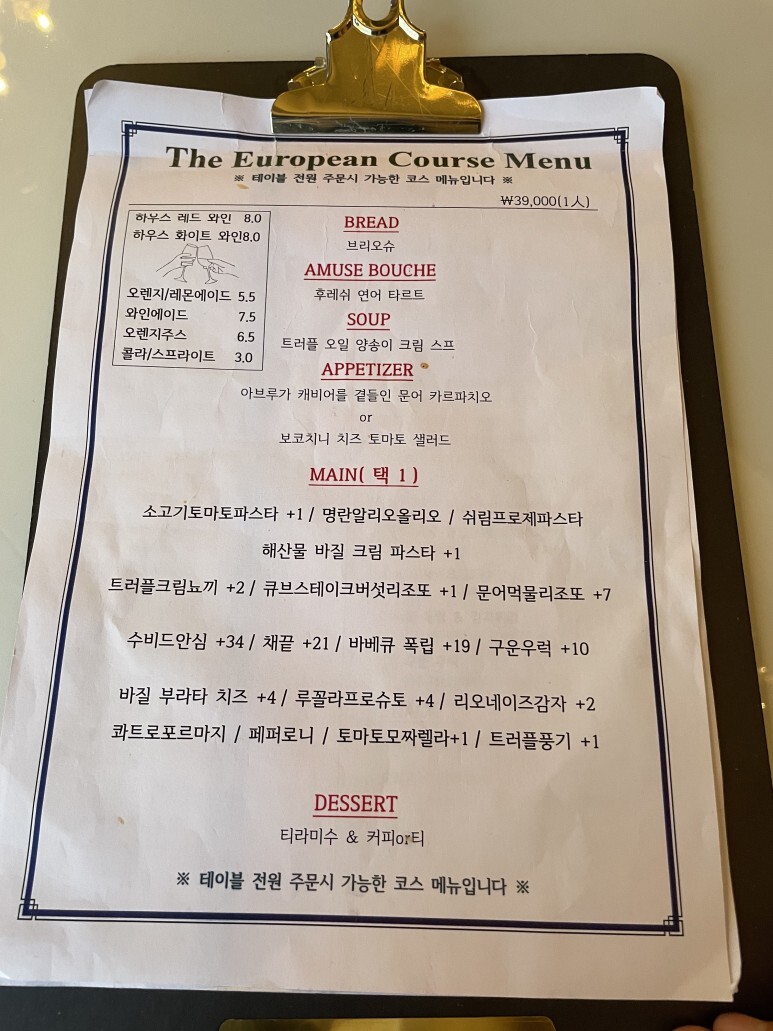 The European Course Menu
※ 테이블 전원 주문시 가능한 코스 메뉴입니다 ※
₩39,000(1人)
하우스 레드 와인 8.0
하우스 화이트 와인8.0
오렌지/레몬에이드 5.5
와인에이드 7.5
오렌지주스 6.5
콜라/스프라이트 3.0
BREAD
브리오슈
AMUSE BOUCHE
후레쉬 연어 타르트
SOUP
트러플 오일 양송이 크림 스프
APPETIZER
아브루가 캐비어를 곁들인 문어 카르파치오
or
보코치니 치즈 토마토 샐러드
MAIN( 택 1 )
소고기토마토파스타 +1 / 명란알리오올리오 / 쉬림프로제파스타
해산물 바질 크림 파스타 +1
트러플크림뇨끼 +2 / 큐브스테이크버섯리조또 +1 / 문어먹물리조또 +7
수비드안심 +34 / 채끝 +21 / 바베큐 폭립 +19 / 구운우럭 +10
바질 부라타 치즈 +4 / 루꼴라프로슈토 +4 / 리오네이즈감자 +2
콰트로포르마지 / 페퍼로니 / 토마토모짜렐라+1 / 트러플풍기 +1
DESSERT
티라미수 & 커피or티
※ 테이블 전원 주문시 가능한 코스 메뉴입니다 ※